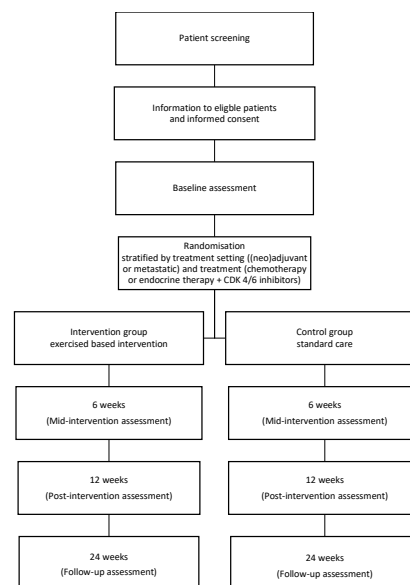 Patient screening
Information to eligble patients
and informed consent
Baseline assessment
Randomisation
stratified by treatment setting ((neo)adjuvant
or metastatic) and treatment (chemotherapy
or endocrine therapy + CDK 4/6 inhibitors)
Intervention group
exercised based intervention
Control group
standard care
6 weeks
(Mid-intervention assessment)
6 weeks
(Mid-intervention assessment)
12 weeks
(Post-intervention assessment)
12 weeks
(Post-intervention assessment)
24 weeks
(Follow-up assessment)
24 weeks
(Follow-up assessment)